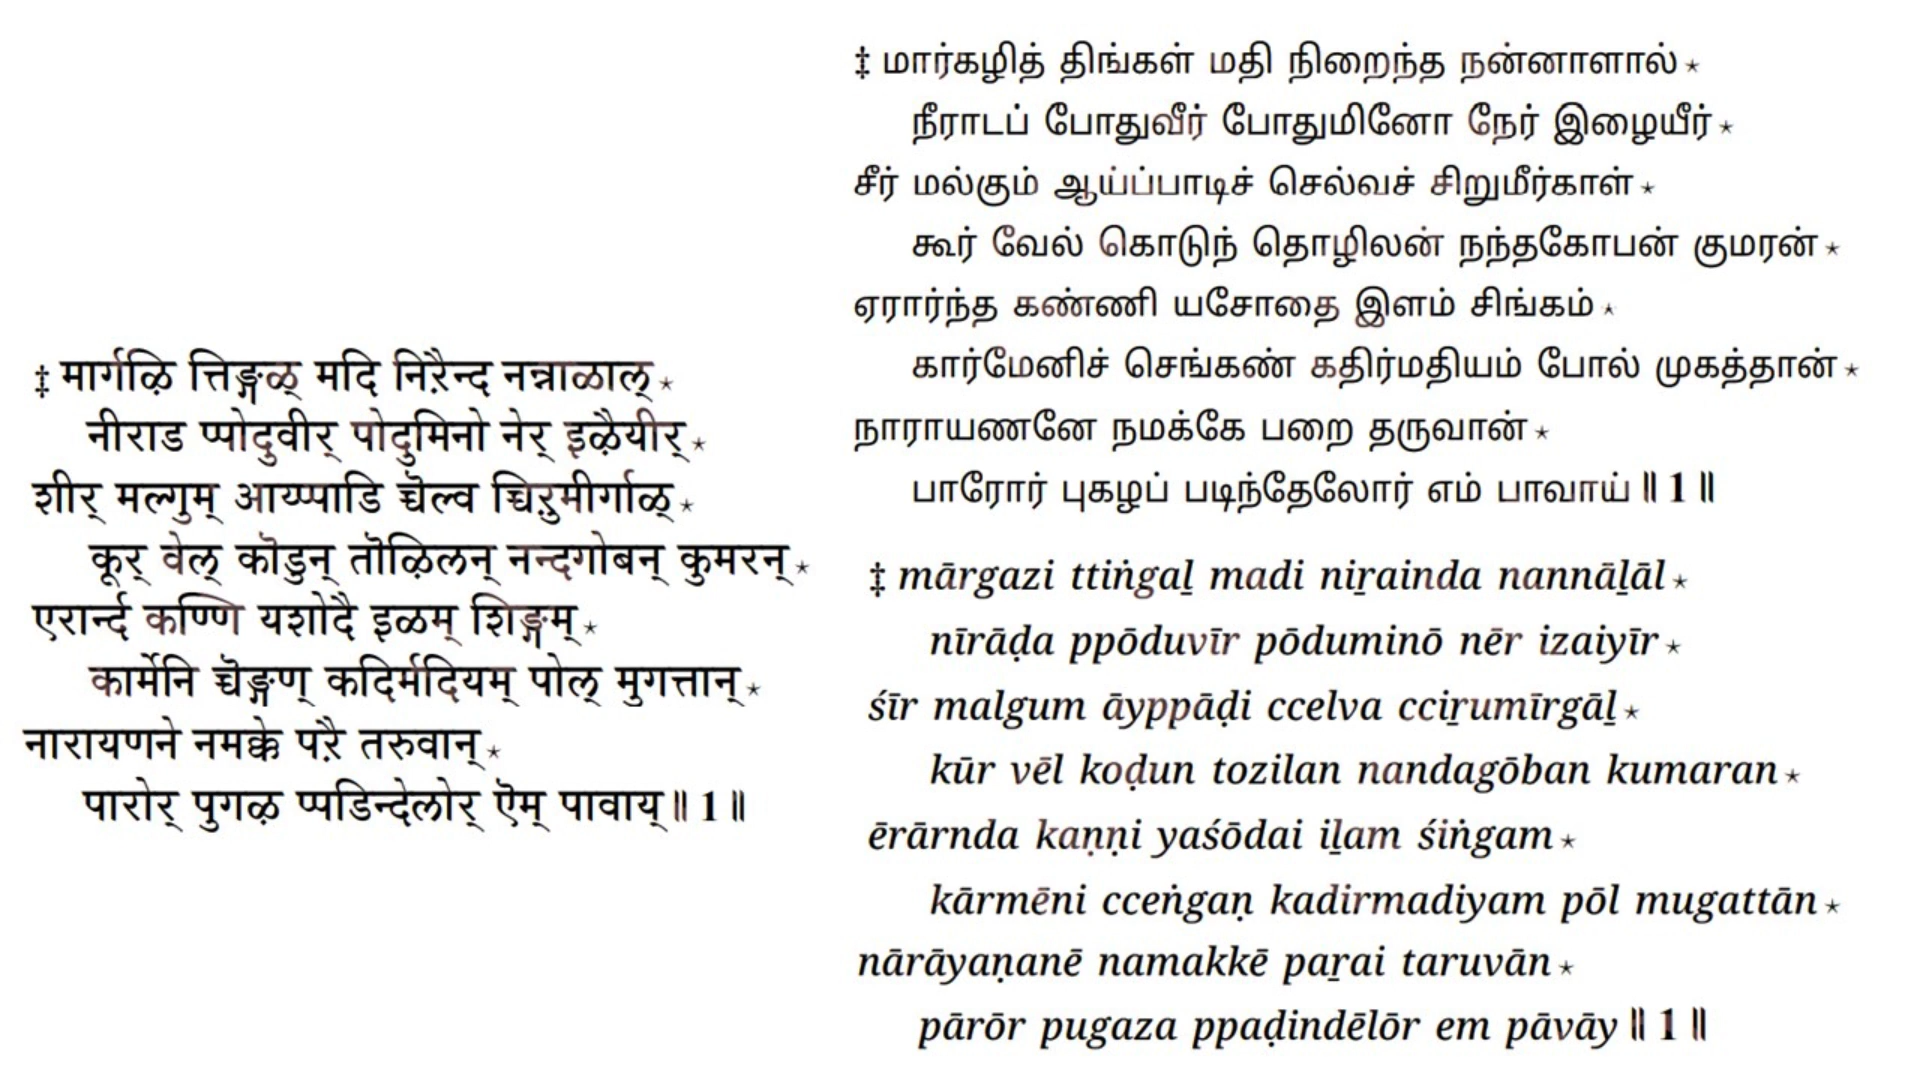 ‡ मार्गऴि त्तिङ्गळ् मदि निऱैन्द नन्नाळाल् ⋆
नीराड प्पोदुवीर् पोदुमिनो नेर् इऴैयीर् ⋆
शीर् मल्गुम् आय्प्पाडि च्चॆल्व च्चिऱुमीर्गाळ् ⋆
कूर् वेल् कॊडुन् तॊऴिलन् नन्दगोबन् कुमरन् ⋆
एरार्न्द कण्णि यशोदै इळम् शिङ्गम् ⋆
कार्मेनि च्चॆङ्गण् कदिर्मदियम् पोल् मुगत्तान् ⋆
नारायणने नमक्के पऱै तरुवान् ⋆
पारोर् पुगऴ प्पडिन्देलोर् ऎम् पावाय् ॥ 1 ॥
‡ மார்கழித் திங்கள் மதி நிறைந்த நன்னாளால் ⋆
நீராடப் போதுவீர் போதுமினோ நேர் இழையீர் ⋆
சீர் மல்கும் ஆய்ப்பாடிச் செல்வச் சிறுமீர்காள் ⋆
கூர் வேல் கொடுந் தொழிலன் நந்தகோபன் குமரன் ⋆
ஏரார்ந்த கண்ணி யசோதை இளம் சிங்கம் ⋆
கார்மேனிச் செங்கண் கதிர்மதியம் போல் முகத்தான் ⋆
நாராயணனே நமக்கே பறை தருவான் ⋆
பாரோர் புகழப் படிந்தேலோர் எம் பாவாய் ॥ 1 ॥
‡ mārgazi ttiṅgaḻ madi niṟainda nannāḻāl ⋆
nīrāḍa ppōduvīr pōduminō nēr izaiyīr ⋆
śīr malgum āyppāḍi ccelva cciṟumīrgāḻ ⋆
kūr vēl koḍun tozilan nandagōban kumaran ⋆
ērārnda kaṇṇi yaśōdai iḻam śiṅgam ⋆
kārmēni cceṅgaṇ kadirmadiyam pōl mugattān ⋆
nārāyaṇanē namakkē paṟai taruvān ⋆
pārōr pugaza ppaḍindēlōr em pāvāy ॥ 1 ॥